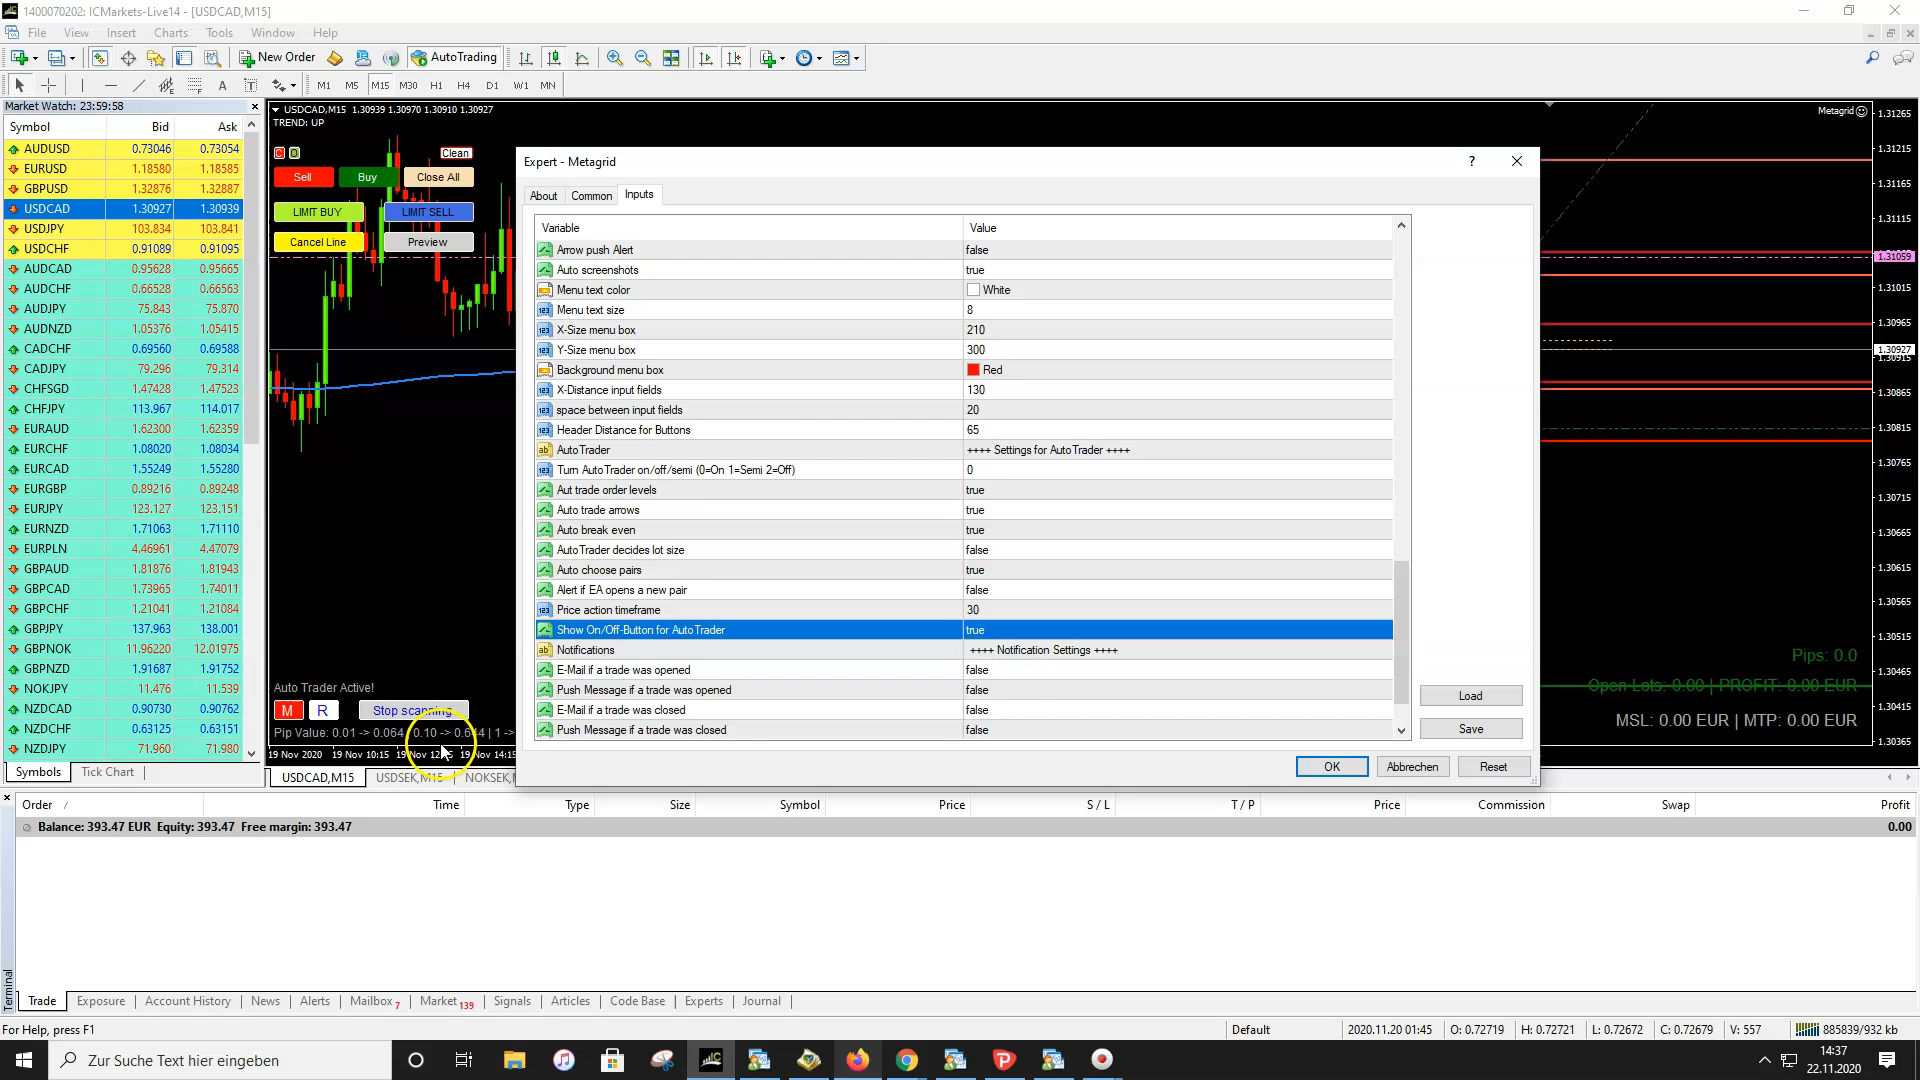 1400070202: ICMarkets-Live14 - [USDCAD,M15]
File View Insert Charts Tools Window Help
New Order AutoTrading
A T M1 M5 M15 M30 H1 H4 D1 W1 MN
Market Watch: 23:59:58
Symbol Bid Ask
AUDUSD 0.73046 0.73054
EURUSD 1.18580 1.18585
GBPUSD 1.32876 1.32887
USDCAD 1.30927 1.30939
USDJPY 103.834 103.841
USDCHF 0.91089 0.91095
AUDCAD 0.95628 0.95665
AUDCHF 0.66528 0.66563
AUDJPY 75.843 75.870
AUDNZD 1.05376 1.05415
CADCHF 0.69560 0.69588
CADJPY 79.296 79.314
CHFSGD 1.47428 1.47523
CHFJPY 113.967 114.017
EURAUD 1.62300 1.62359
EURCHF 1.08020 1.08034
EURCAD 1.55249 1.55280
EURGBP 0.89216 0.89248
EURJPY 123.127 123.151
EURNZD 1.71063 1.71110
EURPLN 4.46961 4.47079
GBPAUD 1.81876 1.81943
GBPCAD 1.73965 1.74011
GBPCHF 1.21041 1.21084
GBPJPY 137.963 138.001
GBPNOK 11.96220 12.01975
GBPNZD 1.91687 1.91752
NOKJPY 11.476 11.539
NZDCAD 0.90730 0.90762
NZDCHF 0.63125 0.63151
NZDJPY 71.960 71.980
Symbols Tick Chart
USDCAD,M15 1.30939 1.30970 1.30910 1.30927
TREND: UP
C O Clean
Sell Buy Close All
LIMIT BUY LIMIT SELL
Cancel Line Preview
Auto Trader Active!
M R Stop scanning
Pip Value: 0.01 -> 0.064 | 0.10 -> 0.644 | 1 ->
19 Nov 2020 19 Nov 10:15 19 Nov 12:15 19 Nov 14:15
USDCAD,M15 USDSEK,M15 NOKSEK,
Expert - Metagrid
?
About Common Inputs
Variable Value
Arrow push Alert false
Auto screenshots true
Menu text color White
Menu text size 8
X-Size menu box 210
Y-Size menu box 300
Background menu box Red
X-Distance input fields 130
space between input fields 20
Header Distance for Buttons 65
AutoTrader ++++ Settings for AutoTrader ++++
Turn AutoTrader on/off/semi (0=On 1=Semi 2=Off) 0
Aut trade order levels true
Auto trade arrows true
Auto break even true
AutoTrader decides lot size false
Auto choose pairs true
Alert if EA opens a new pair false
Price action timeframe 30
Show On/Off-Button for AutoTrader true
Notifications ++++ Notification Settings ++++
E-Mail if a trade was opened false
Push Message if a trade was opened false
E-Mail if a trade was closed false
Push Message if a trade was closed false
Load
Save
OK Abbrechen Reset
Metagrid
1.31265
1.31215
1.31165
1.31115
1.31059
1.31015
1.30965
1.30927
1.30915
1.30865
1.30815
1.30765
1.30715
1.30665
1.30615
1.30565
1.30515
1.30465
1.30415
1.30365
Pips: 0.0
Open Lots: 0.00 | PROFIT: 0.00 EUR
MSL: 0.00 EUR | MTP: 0.00 EUR
Order / Time Type Size Symbol Price S / L T / P Price Commission Swap Profit
Balance: 393.47 EUR Equity: 393.47 Free margin: 393.47 0.00
Terminal
Trade Exposure Account History News Alerts Mailbox 7 Market 139 Signals Articles Code Base Experts Journal
For Help, press F1 Default 2020.11.20 01:45 O: 0.72719 H: 0.72721 L: 0.72672 C: 0.72679 V: 557 885839/932 kb
Zur Suche Text hier eingeben
14:37
22.11.2020